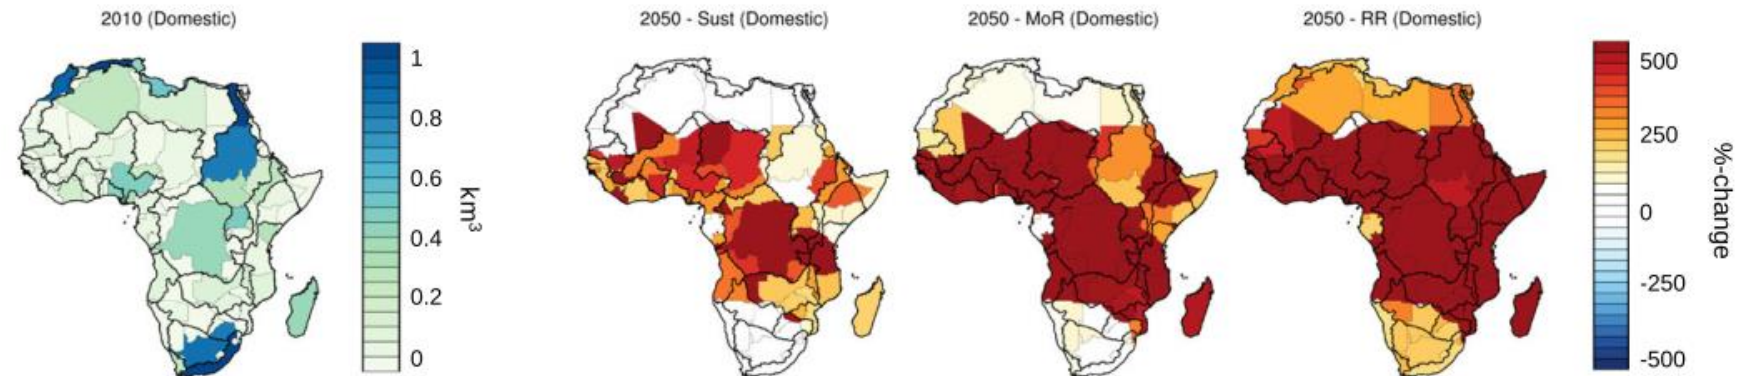 2010 (Domestic)
2050 - Sust (Domestic)
2050 - MoR (Domestic)
2050 - RR (Domestic)
1
0.8
0.6
0.4
0.2
0
km³
500
250
0
-250
-500
%-change